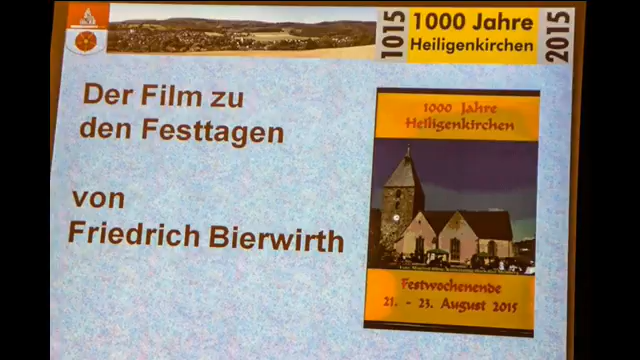 1015
1000 Jahre
Heiligenkirchen
2015
Der Film zu
den Festtagen
von
Friedrich Bierwirth
1000 Jahre
Heiligenkirchen
Festwochenende
21. - 23. August 2015